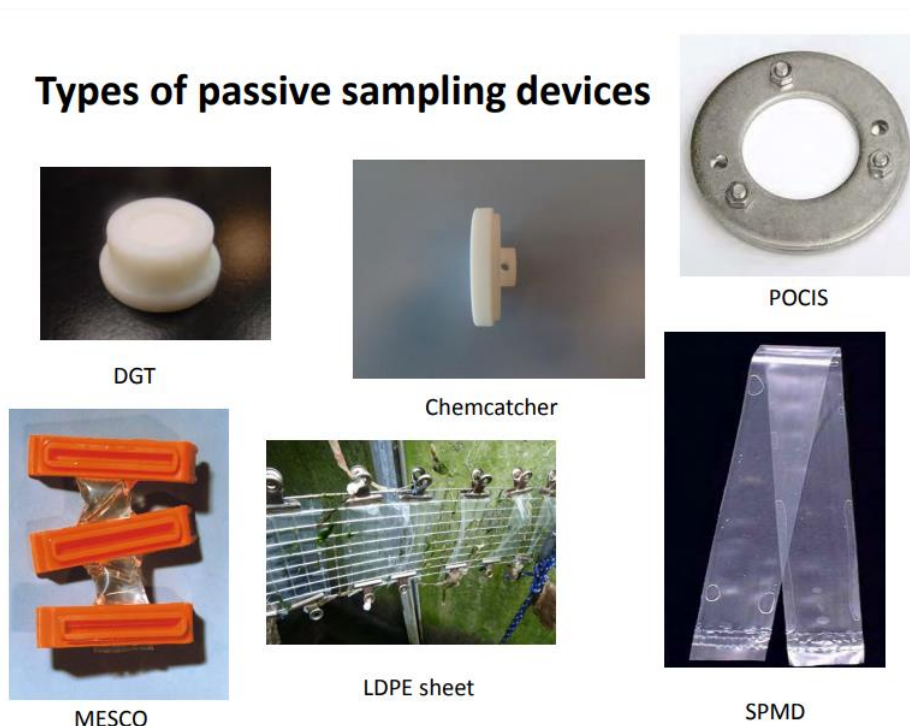 Types of passive sampling devices
POCIS
DGT
Chemcatcher
LDPE sheet
MESCO
SPMD